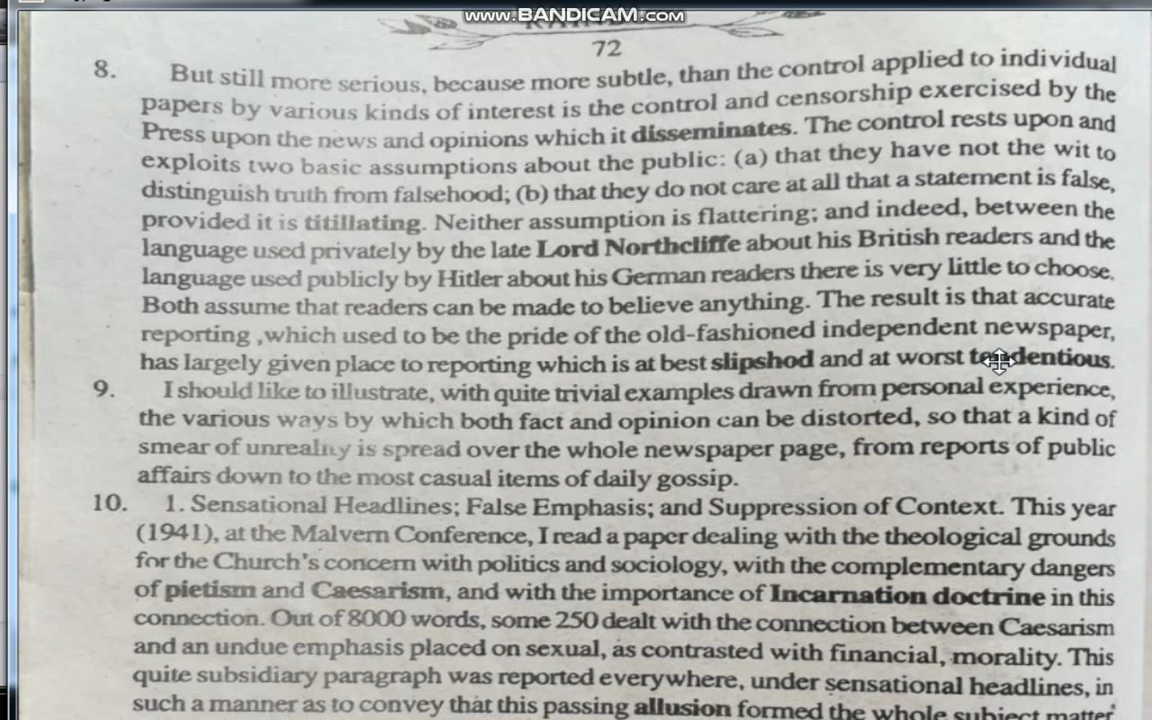 www.BANDICAM.com
72
8. But still more serious, because more subtle, than the control applied to individual
papers by various kinds of interest is the control and censorship exercised by the
Press upon the news and opinions which it disseminates. The control rests upon and
exploits two basic assumptions about the public: (a) that they have not the wit to
distinguish truth from falsehood; (b) that they do not care at all that a statement is false,
provided it is titillating. Neither assumption is flattering; and indeed, between the
language used privately by the late Lord Northcliffe about his British readers and the
language used publicly by Hitler about his German readers there is very little to choose.
Both assume that readers can be made to believe anything. The result is that accurate
reporting ,which used to be the pride of the old-fashioned independent newspaper,
has largely given place to reporting which is at best slipshod and at worst tendentious.
9. I should like to illustrate, with quite trivial examples drawn from personal experience,
the various ways by which both fact and opinion can be distorted, so that a kind of
smear of unreality is spread over the whole newspaper page, from reports of public
affairs down to the most casual items of daily gossip.
10. 1. Sensational Headlines; False Emphasis; and Suppression of Context. This year
(1941), at the Malvern Conference, I read a paper dealing with the theological grounds
for the Church's concern with politics and sociology, with the complementary dangers
of pietism and Caesarism, and with the importance of Incarnation doctrine in this
connection. Out of 8000 words, some 250 dealt with the connection between Caesarism
and an undue emphasis placed on sexual, as contrasted with financial, morality. This
quite subsidiary paragraph was reported everywhere, under sensational headlines, in
such a manner as to convey that this passing allusion formed the whole subject matter